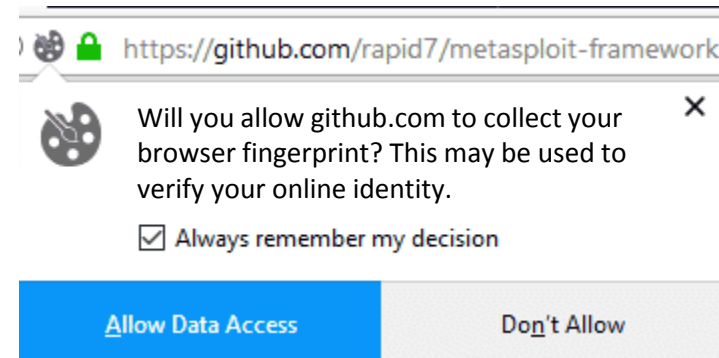 https://github.com/rapid7/metasploit-framework
Will you allow github.com to collect your
browser fingerprint? This may be used to
verify your online identity.
Always remember my decision
Allow Data Access
Don't Allow